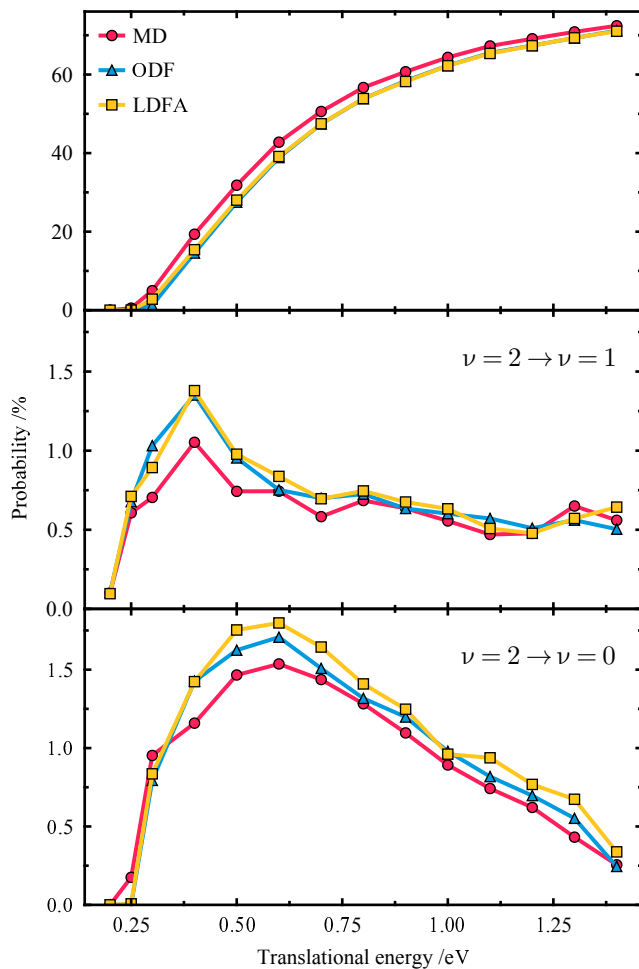 MD
ODF
LDFA
60
40
20
0
ν = 2 → ν = 1
1.5
1.0
0.5
0.0
Probability /%
ν = 2 → ν = 0
1.5
1.0
0.5
0.0
0.25 0.50 0.75 1.00 1.25
Translational energy /eV